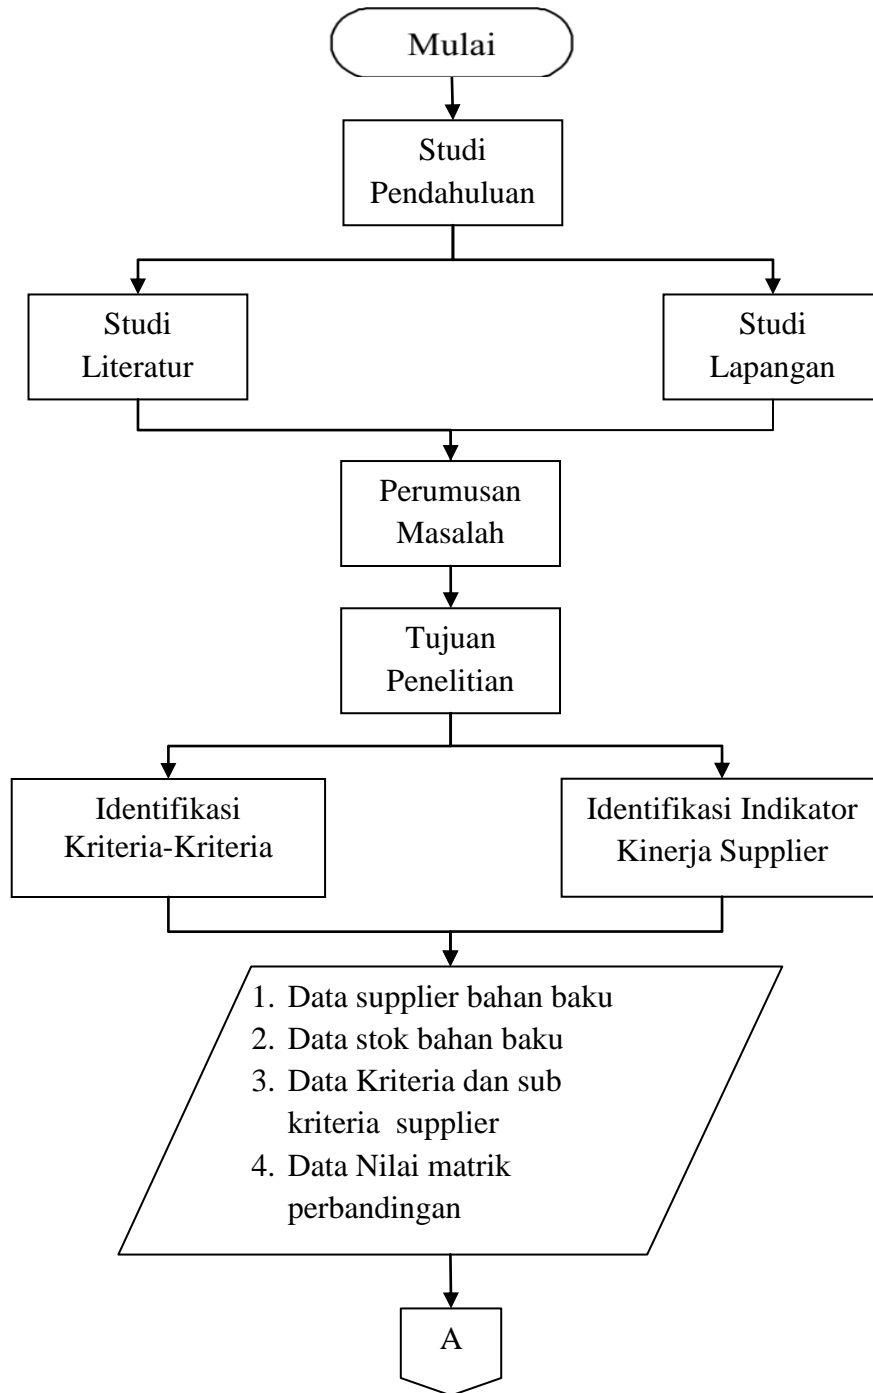 Mulai
Studi
Pendahuluan
Studi
Literatur
Studi
Lapangan
Perumusan
Masalah
Tujuan
Penelitian
Identifikasi
Kriteria-Kriteria
Identifikasi Indikator
Kinerja Supplier
1. Data supplier bahan baku
2. Data stok bahan baku
3. Data Kriteria dan sub
kriteria supplier
4. Data Nilai matrik
perbandingan
A